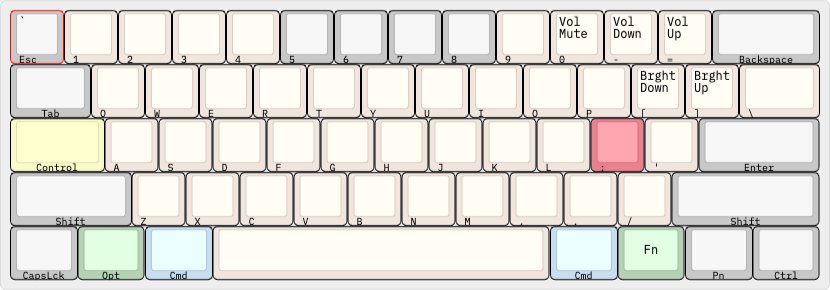 ` Vol Vol Vol
Mute Down Up
Esc 1 2 3 4 5 6 7 8 9 0 - = Backspace
Brght Brght
Down Up
Tab Q W E R T Y U I O P [ ] \
Control A S D F G H J K L ; ' Enter
Shift Z X C V B N M , . / Shift
Fn
CapsLck Opt Cmd Cmd Pn Ctrl